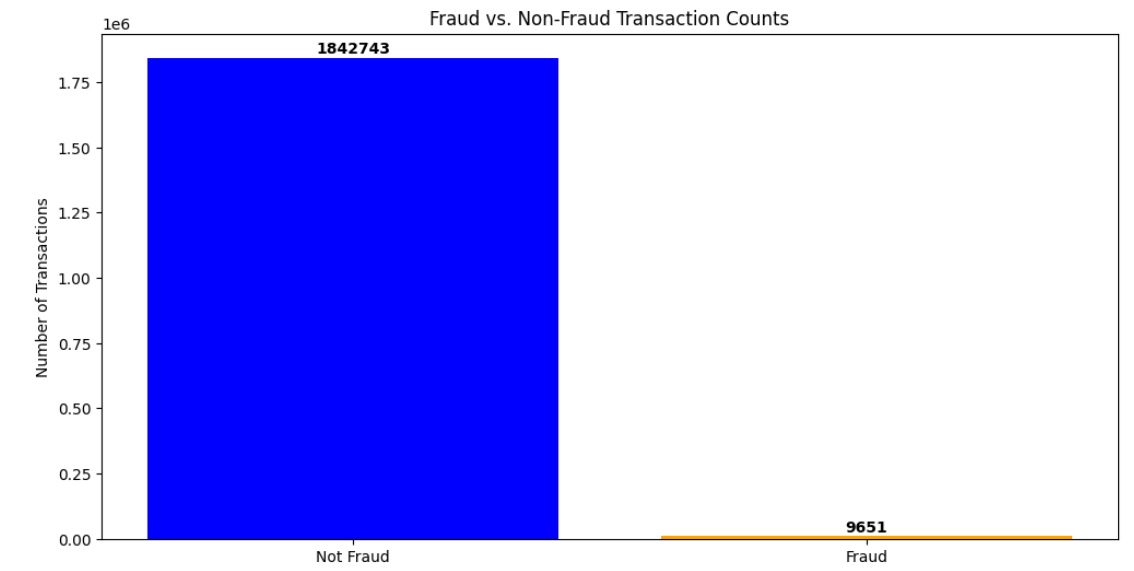 Fraud vs. Non-Fraud Transaction Counts
1e6
1842743
1.75
1.50
1.25
1.00
0.75
0.50
0.25
0.00
Number of Transactions
9651
Not Fraud
Fraud